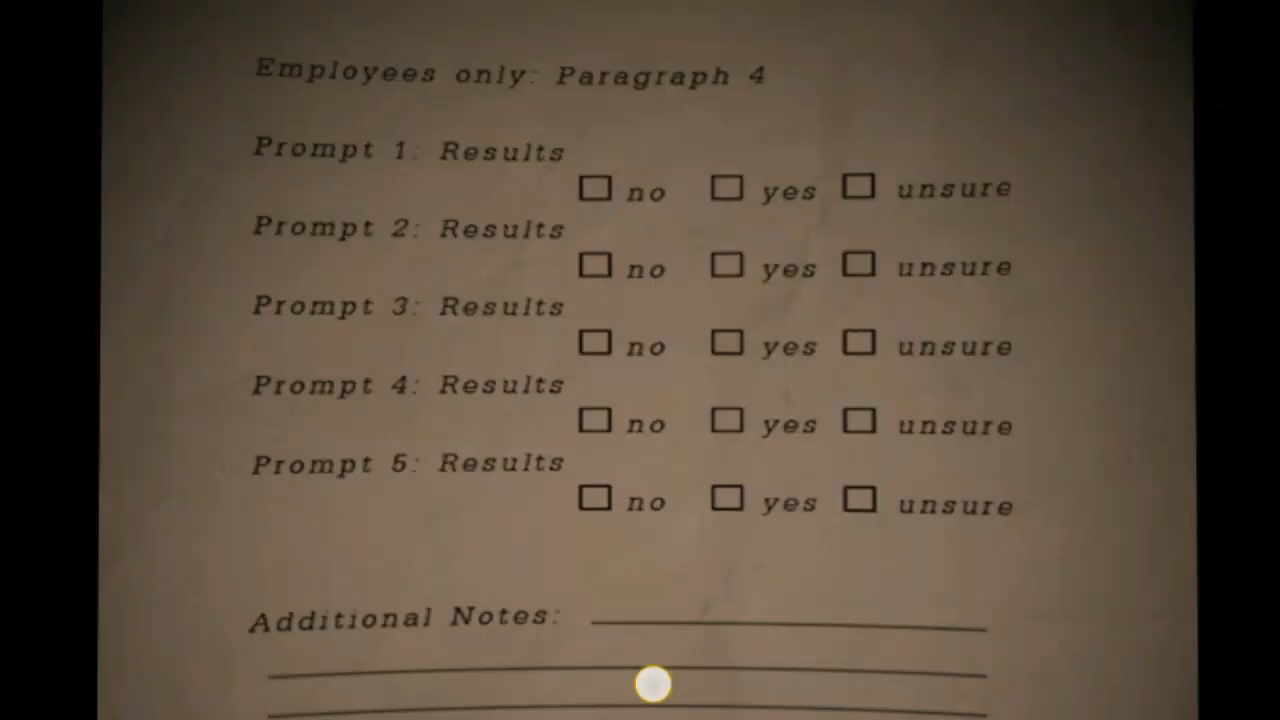 Employees only: Paragraph 4
Prompt 1: Results
no yes unsure
Prompt 2: Results
no yes unsure
Prompt 3: Results
no yes unsure
Prompt 4: Results
no yes unsure
Prompt 5: Results
no yes unsure
Additional Notes: